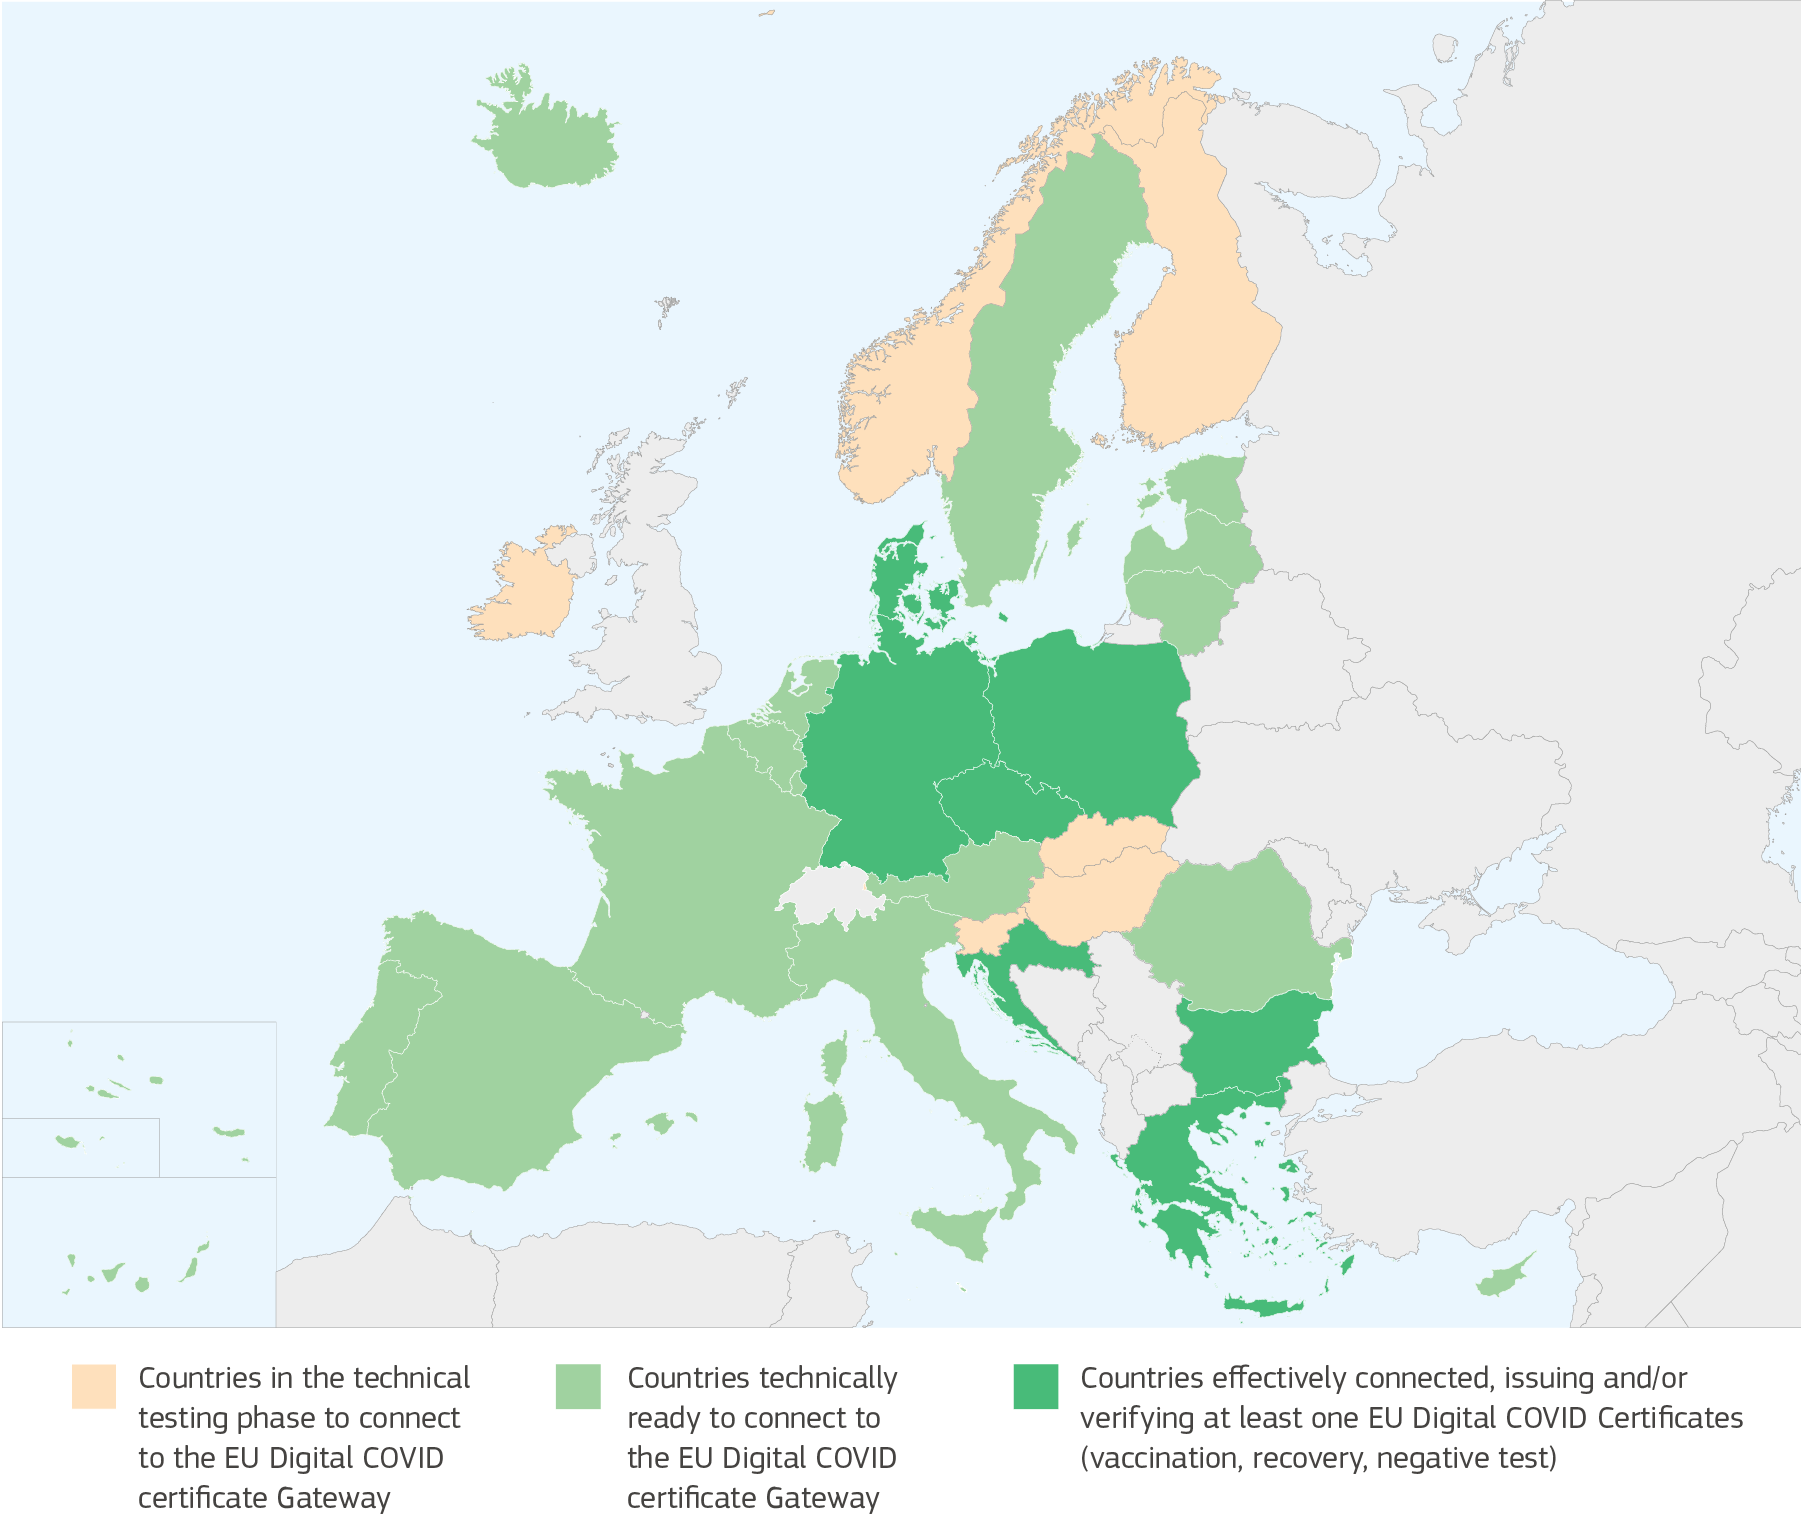 Countries in the technical
testing phase to connect
to the EU Digital COVID
certificate Gateway
Countries technically
ready to connect to
the EU Digital COVID
certificate Gateway
Countries effectively connected, issuing and/or
verifying at least one EU Digital COVID Certificates
(vaccination, recovery, negative test)